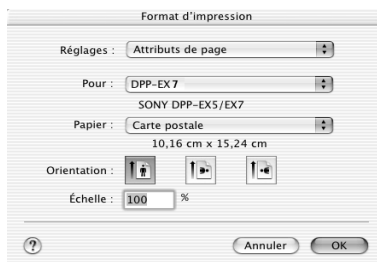 Format d'impression
Réglages : Attributs de page
Pour : DPP-EX7
SONY DPP-EX5/EX7
Papier : Carte postale
10,16 cm x 15,24 cm
Orientation :
Échelle : 100 %
? Annuler OK